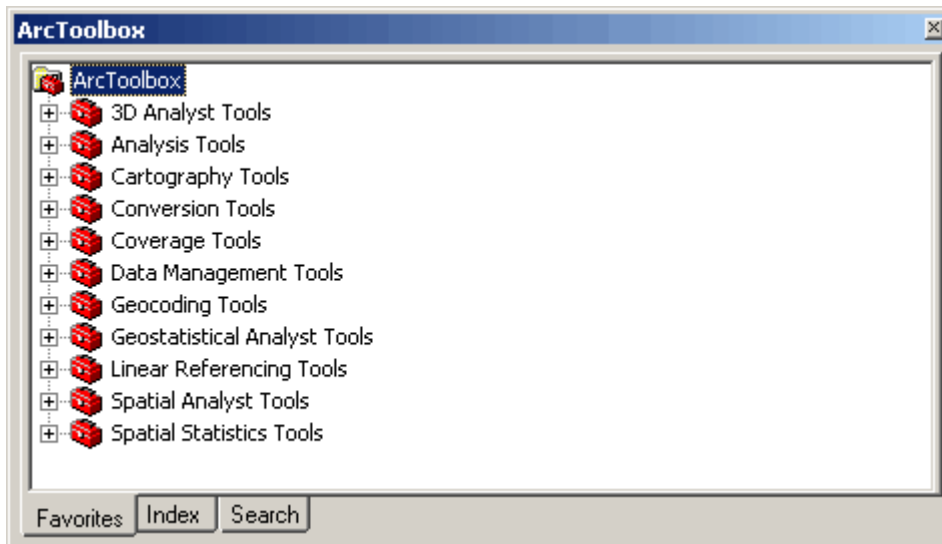 ArcToolbox
ArcToolbox
3D Analyst Tools
Analysis Tools
Cartography Tools
Conversion Tools
Coverage Tools
Data Management Tools
Geocoding Tools
Geostatistical Analyst Tools
Linear Referencing Tools
Spatial Analyst Tools
Spatial Statistics Tools
Favorites Index Search